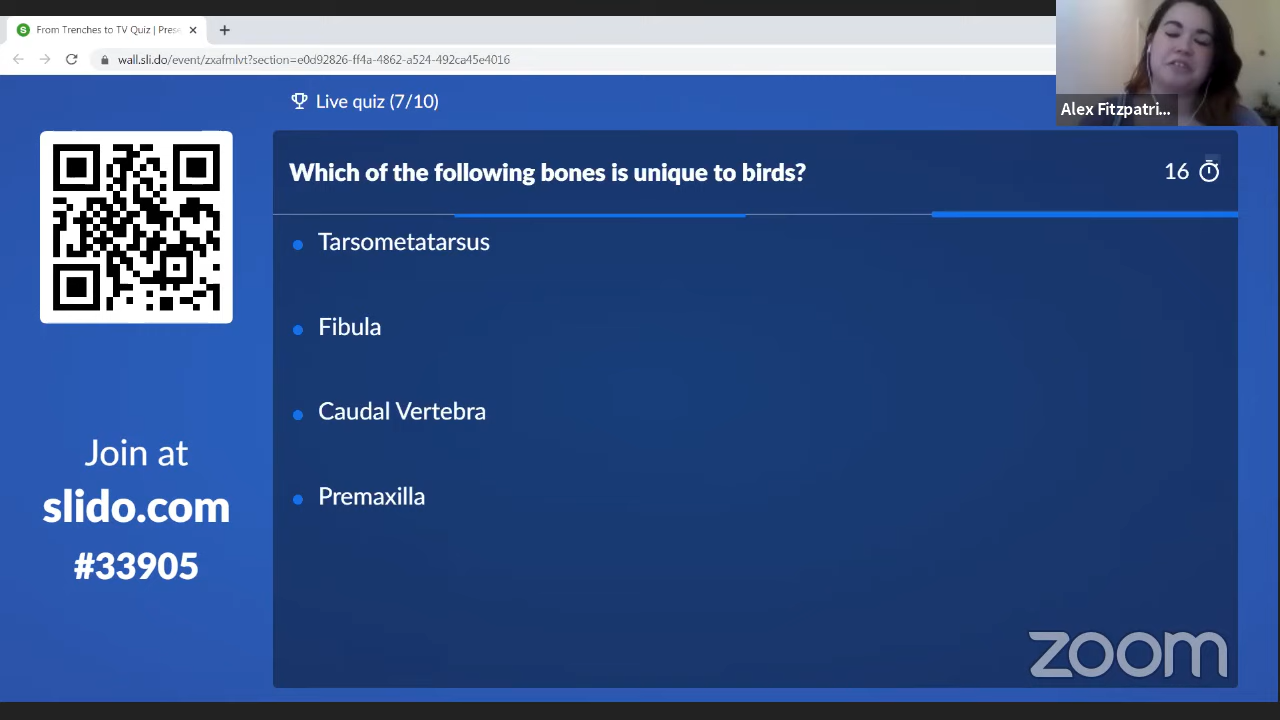 From Trenches to TV Quiz | Prese
wall.sli.do/event/zxafmlvt?section=e0d92826-ff4a-4862-a524-492ca45e4016
Alex Fitzpatri...
Live quiz (7/10)
Which of the following bones is unique to birds?
16
Tarsometatarsus
Fibula
Caudal Vertebra
Premaxilla
Join at
slido.com
#33905
zoom